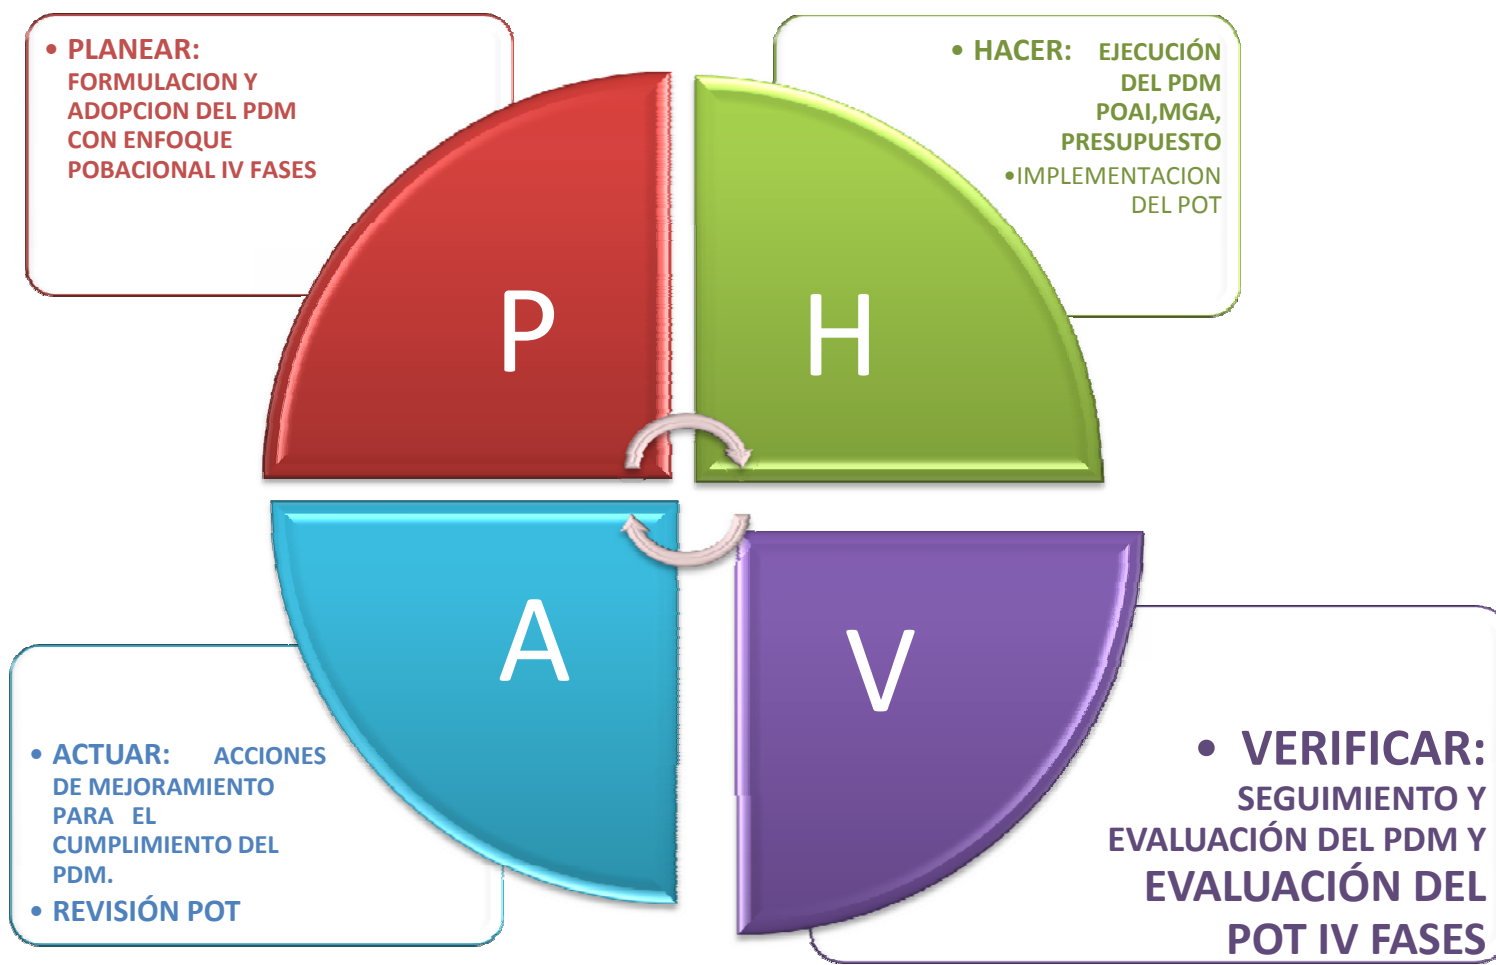 • PLANEAR:
FORMULACION Y
ADOPCION DEL PDM
CON ENFOQUE
POBACIONAL IV FASES
• HACER: EJECUCIÓN
DEL PDM
POAI,MGA,
PRESUPUESTO
•IMPLEMENTACION
DEL POT
P
H
A
V
• ACTUAR: ACCIONES
DE MEJORAMIENTO
PARA EL
CUMPLIMIENTO DEL
PDM.
• REVISIÓN POT
• VERIFICAR:
SEGUIMIENTO Y
EVALUACIÓN DEL PDM Y
EVALUACIÓN DEL
POT IV FASES